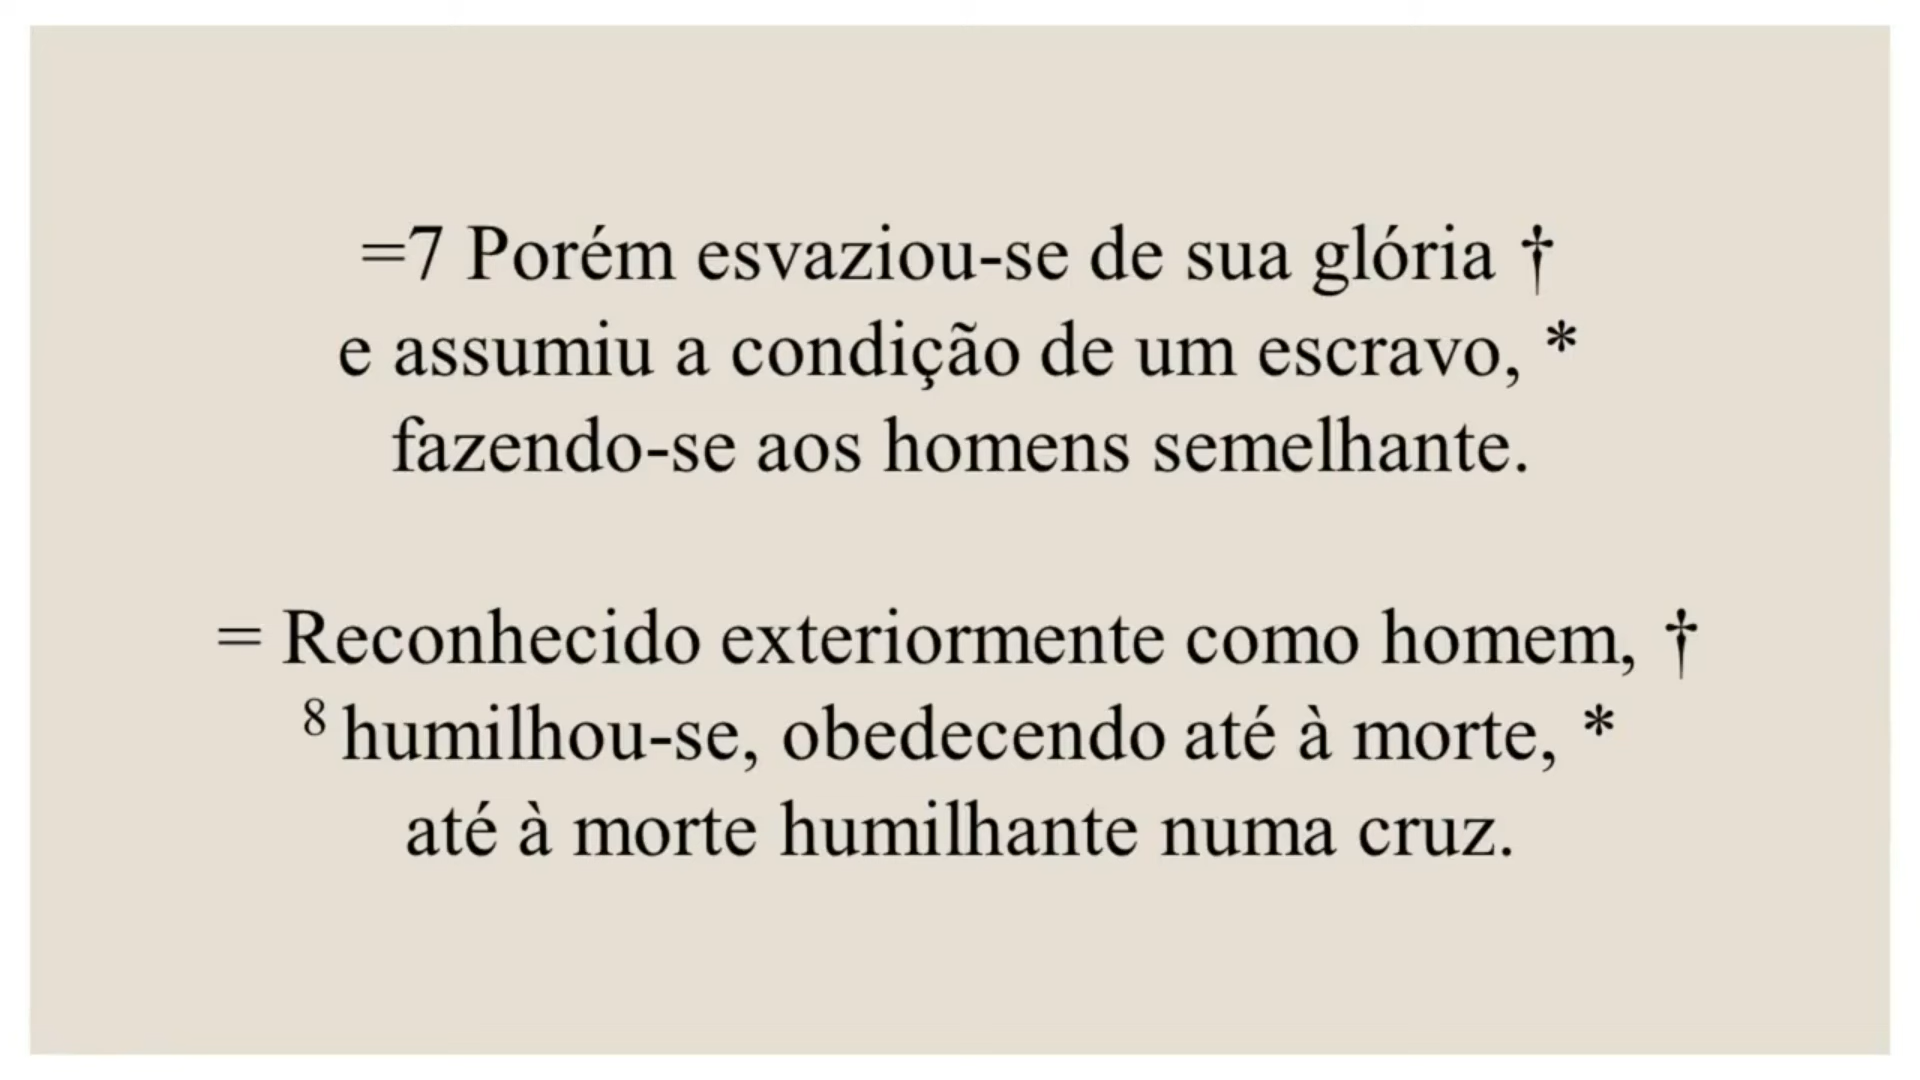 =7 Porém esvaziou-se de sua glória †
e assumiu a condição de um escravo, *
fazendo-se aos homens semelhante.
= Reconhecido exteriormente como homem, †
8 humilhou-se, obedecendo até à morte, *
até à morte humilhante numa cruz.